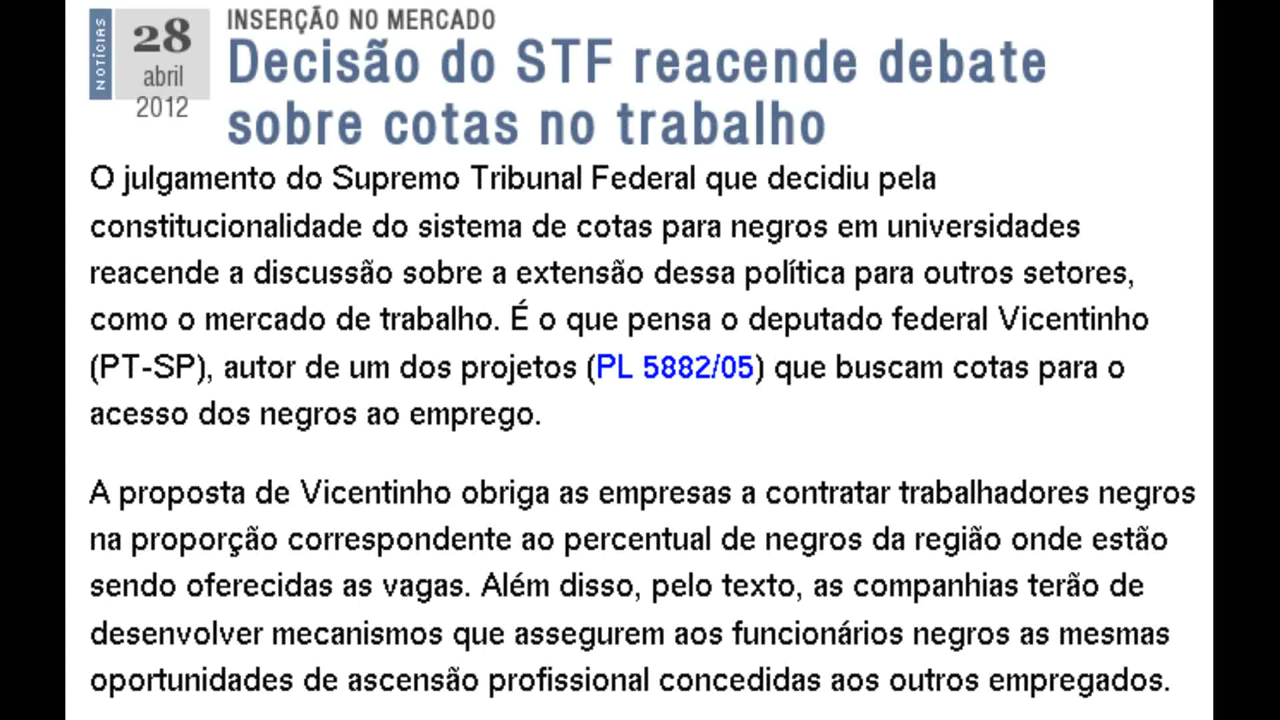 NOTÍCIAS
28
abril
2012
INSERÇÃO NO MERCADO
Decisão do STF reacende debate
sobre cotas no trabalho
O julgamento do Supremo Tribunal Federal que decidiu pela
constitucionalidade do sistema de cotas para negros em universidades
reacende a discussão sobre a extensão dessa política para outros setores,
como o mercado de trabalho. É o que pensa o deputado federal Vicentinho
(PT-SP), autor de um dos projetos (PL 5882/05) que buscam cotas para o
acesso dos negros ao emprego.
A proposta de Vicentinho obriga as empresas a contratar trabalhadores negros
na proporção correspondente ao percentual de negros da região onde estão
sendo oferecidas as vagas. Além disso, pelo texto, as companhias terão de
desenvolver mecanismos que assegurem aos funcionários negros as mesmas
oportunidades de ascensão profissional concedidas aos outros empregados.